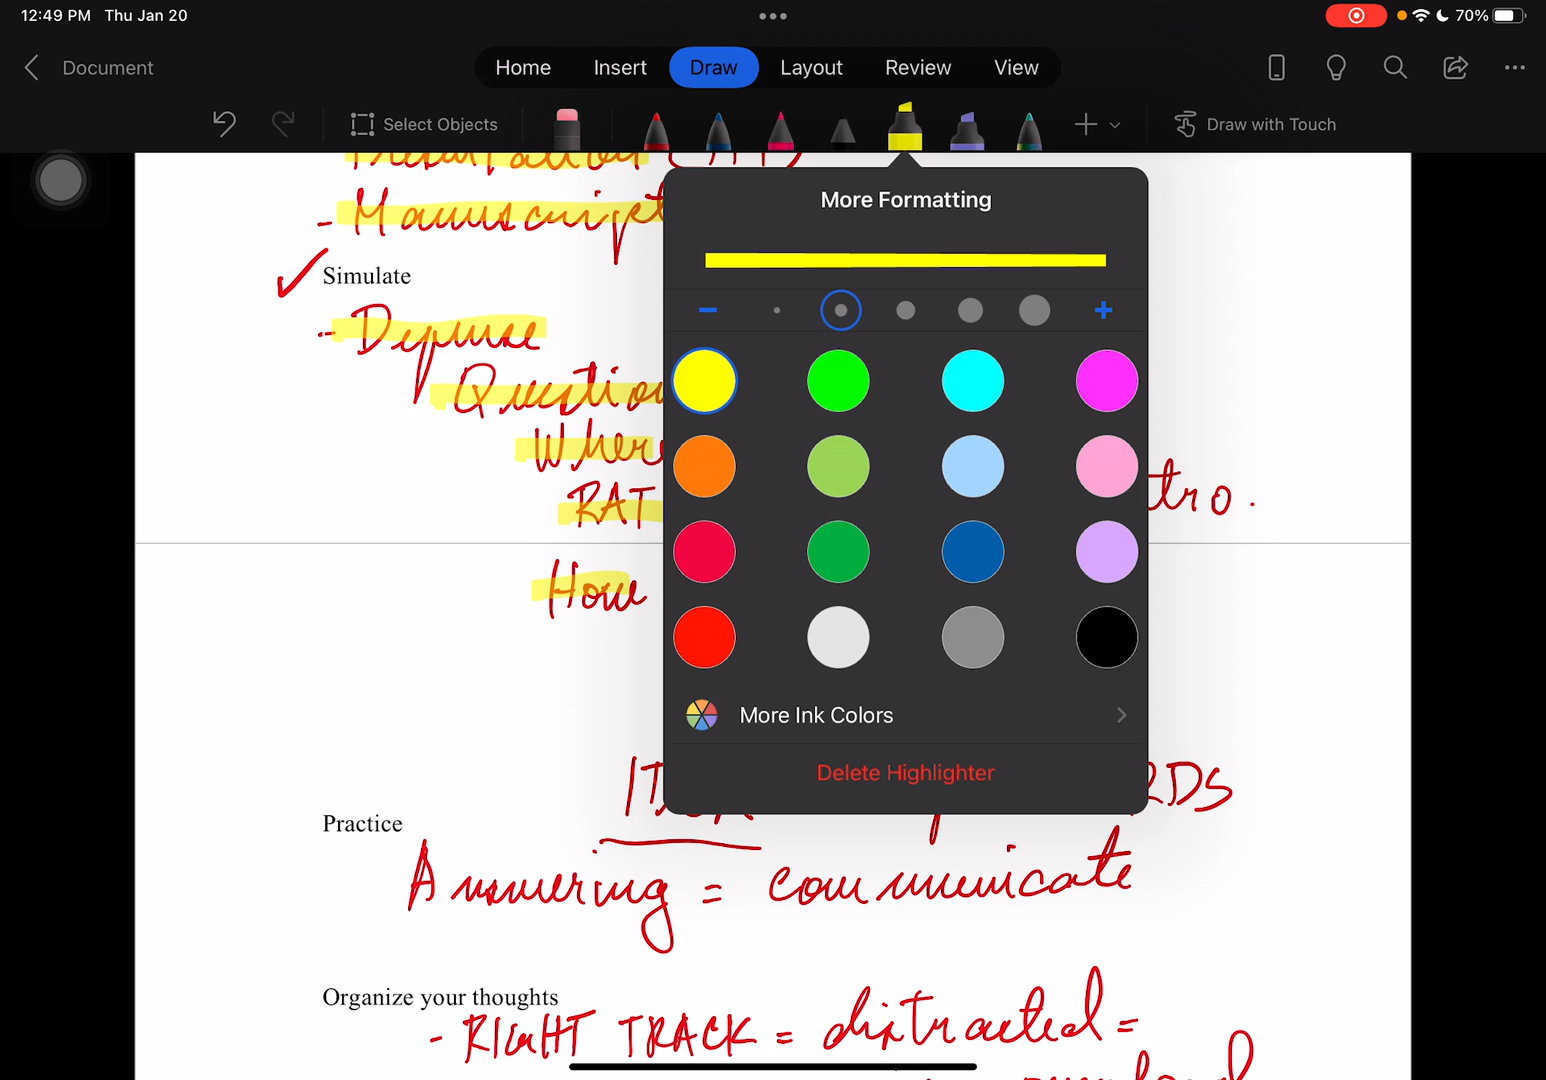 12:49 PM Thu Jan 20
70%
Document
Home Insert Draw Layout Review View
Select Objects
Draw with Touch
More Formatting
- Manuscript
Simulate
Question
Where
RAT
tro.
How
More Ink Colors
Delete Highlighter
RDS
Practice
Answering = communicate
Organize your thoughts
- RIGHT TRACK = distracted =